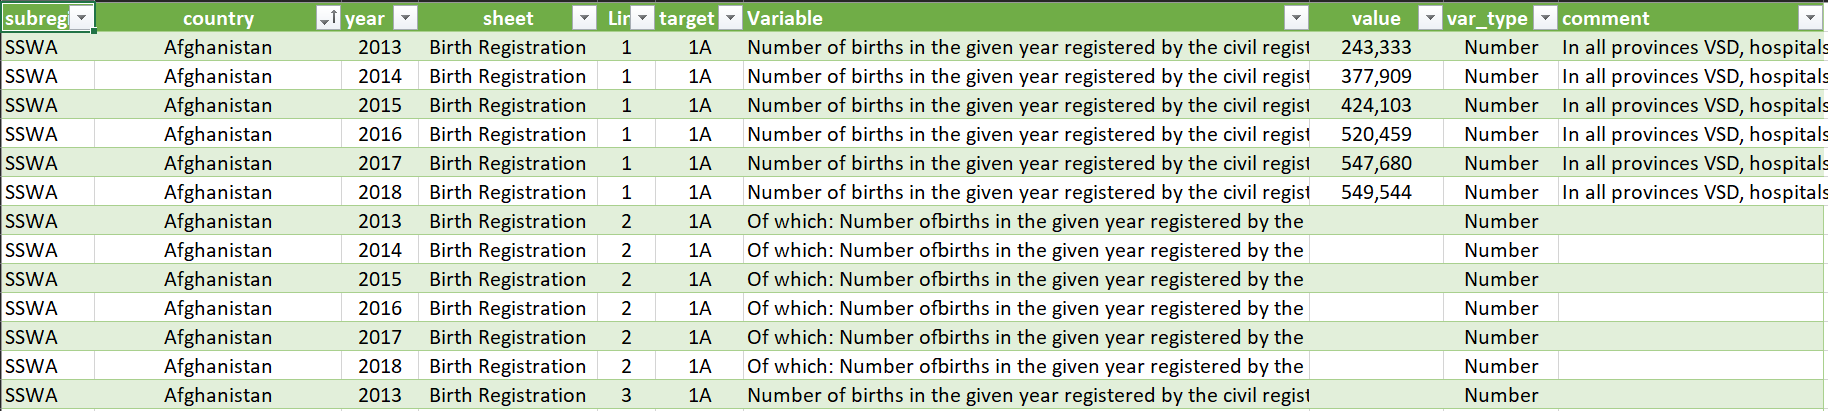 subreg country year sheet Lir target Variable value var_type comment
SSWA Afghanistan 2013 Birth Registration 1 1A Number of births in the given year registered by the civil regist 243,333 Number In all provinces VSD, hospitals
SSWA Afghanistan 2014 Birth Registration 1 1A Number of births in the given year registered by the civil regist 377,909 Number In all provinces VSD, hospitals
SSWA Afghanistan 2015 Birth Registration 1 1A Number of births in the given year registered by the civil regist 424,103 Number In all provinces VSD, hospitals
SSWA Afghanistan 2016 Birth Registration 1 1A Number of births in the given year registered by the civil regist 520,459 Number In all provinces VSD, hospitals
SSWA Afghanistan 2017 Birth Registration 1 1A Number of births in the given year registered by the civil regist 547,680 Number In all provinces VSD, hospitals
SSWA Afghanistan 2018 Birth Registration 1 1A Number of births in the given year registered by the civil regist 549,544 Number In all provinces VSD, hospitals
SSWA Afghanistan 2013 Birth Registration 2 1A Of which: Number ofbirths in the given year registered by the Number
SSWA Afghanistan 2014 Birth Registration 2 1A Of which: Number ofbirths in the given year registered by the Number
SSWA Afghanistan 2015 Birth Registration 2 1A Of which: Number ofbirths in the given year registered by the Number
SSWA Afghanistan 2016 Birth Registration 2 1A Of which: Number ofbirths in the given year registered by the Number
SSWA Afghanistan 2017 Birth Registration 2 1A Of which: Number ofbirths in the given year registered by the Number
SSWA Afghanistan 2018 Birth Registration 2 1A Of which: Number ofbirths in the given year registered by the Number
SSWA Afghanistan 2013 Birth Registration 3 1A Number of births in the given year registered by the civil regist Number